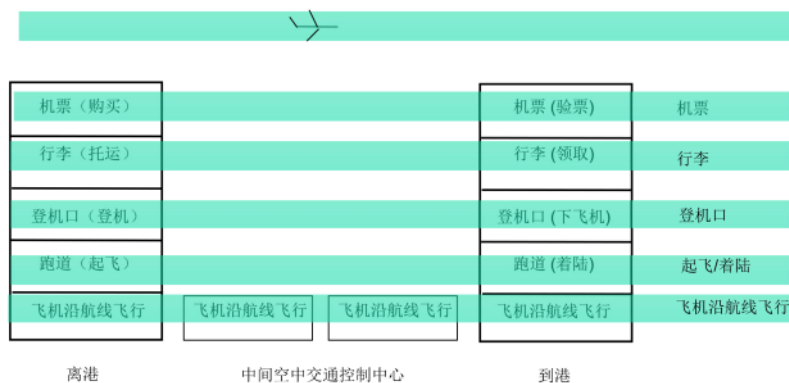 机票（购买） 机票 (验票) 机票
行李（托运） 行李 (领取) 行李
登机口（登机） 登机口 (下飞机) 登机口
跑道（起飞） 跑道 (着陆) 起飞/着陆
飞机沿航线飞行 飞机沿航线飞行 飞机沿航线飞行 飞机沿航线飞行 飞机沿航线飞行
离港 中间空中交通控制中心 到港